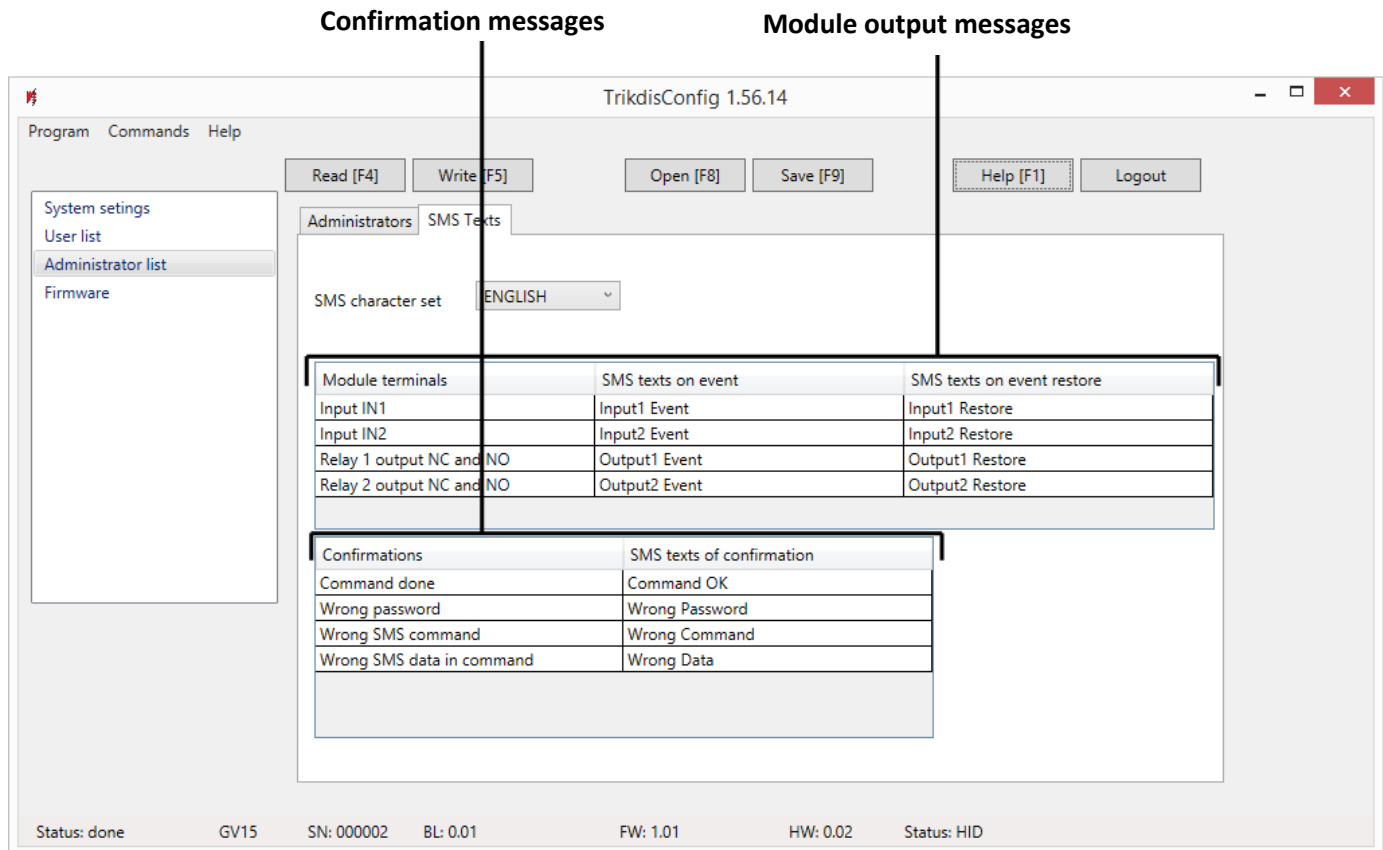 Confirmation messages Module output messages
TrikdisConfig 1.56.14
Program Commands Help
Read [F4] Write [F5] Open [F8] Save [F9] Help [F1] Logout
System setings
User list
Administrator list
Firmware
Administrators SMS Texts
SMS character set ENGLISH
Module terminals SMS texts on event SMS texts on event restore
Input IN1 Input1 Event Input1 Restore
Input IN2 Input2 Event Input2 Restore
Relay 1 output NC and NO Output1 Event Output1 Restore
Relay 2 output NC and NO Output2 Event Output2 Restore
Confirmations SMS texts of confirmation
Command done Command OK
Wrong password Wrong Password
Wrong SMS command Wrong Command
Wrong SMS data in command Wrong Data
Status: done GV15 SN: 000002 BL: 0.01 FW: 1.01 HW: 0.02 Status: HID